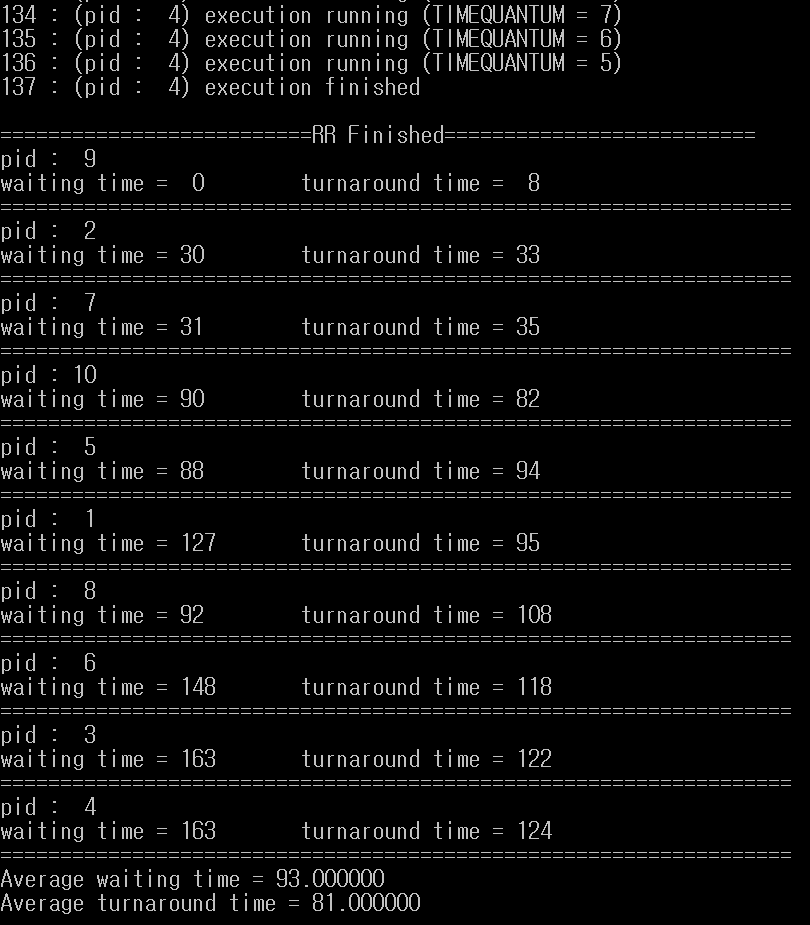 134 : (pid :  4) execution running (TIMEQUANTUM = 7)
135 : (pid :  4) execution running (TIMEQUANTUM = 6)
136 : (pid :  4) execution running (TIMEQUANTUM = 5)
137 : (pid :  4) execution finished
==========================RR Finished==========================
pid :  9
waiting time =  0        turnaround time =  8
==================================================================
pid :  2
waiting time = 30        turnaround time = 33
==================================================================
pid :  7
waiting time = 31        turnaround time = 35
==================================================================
pid : 10
waiting time = 90        turnaround time = 82
==================================================================
pid :  5
waiting time = 88        turnaround time = 94
==================================================================
pid :  1
waiting time = 127       turnaround time = 95
==================================================================
pid :  8
waiting time = 92        turnaround time = 108
==================================================================
pid :  6
waiting time = 148       turnaround time = 118
==================================================================
pid :  3
waiting time = 163       turnaround time = 122
==================================================================
pid :  4
waiting time = 163       turnaround time = 124
==================================================================
Average waiting time = 93.000000
Average turnaround time = 81.000000